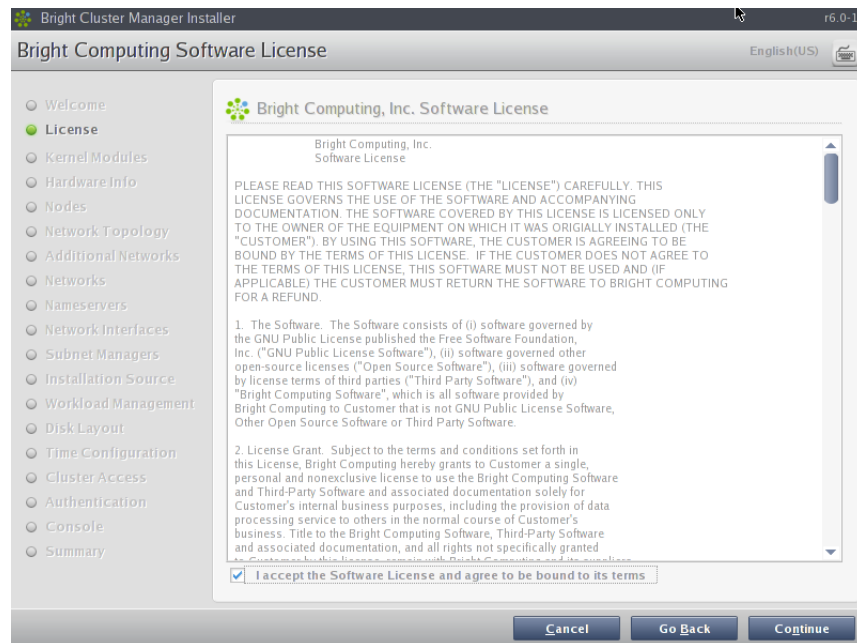 Bright Cluster Manager Installer
r6.0-1
Bright Computing Software License
English(US)
Welcome
License
Kernel Modules
Hardware Info
Nodes
Network Topology
Additional Networks
Networks
Nameservers
Network Interfaces
Subnet Managers
Installation Source
Workload Management
Disk Layout
Time Configuration
Cluster Access
Authentication
Console
Summary
Bright Computing, Inc. Software License
Bright Computing, Inc.
Software License
PLEASE READ THIS SOFTWARE LICENSE (THE "LICENSE") CAREFULLY. THIS
LICENSE GOVERNS THE USE OF THE SOFTWARE AND ACCOMPANYING
DOCUMENTATION. THE SOFTWARE COVERED BY THIS LICENSE IS LICENSED ONLY
TO THE OWNER OF THE EQUIPMENT ON WHICH IT WAS ORIGIALLY INSTALLED (THE
"CUSTOMER"). BY USING THIS SOFTWARE, THE CUSTOMER IS AGREEING TO BE
BOUND BY THE TERMS OF THIS LICENSE. IF THE CUSTOMER DOES NOT AGREE TO
THE TERMS OF THIS LICENSE, THIS SOFTWARE MUST NOT BE USED AND (IF
APPLICABLE) THE CUSTOMER MUST RETURN THE SOFTWARE TO BRIGHT COMPUTING
FOR A REFUND.
1. The Software. The Software consists of (i) software governed by
the GNU Public License published the Free Software Foundation,
Inc. ("GNU Public License Software"), (ii) software governed other
open-source licenses ("Open Source Software"), (iii) software governed
by license terms of third parties ("Third Party Software"), and (iv)
"Bright Computing Software", which is all software provided by
Bright Computing to Customer that is not GNU Public License Software,
Other Open Source Software or Third Party Software.
2. License Grant. Subject to the terms and conditions set forth in
this License, Bright Computing hereby grants to Customer a single,
personal and nonexclusive license to use the Bright Computing Software
and Third-Party Software and associated documentation solely for
Customer's internal business purposes, including the provision of data
processing service to others in the normal course of Customer's
business. Title to the Bright Computing Software, Third-Party Software
and associated documentation, and all rights not specifically granted
I accept the Software License and agree to be bound to its terms
Cancel
Go Back
Continue